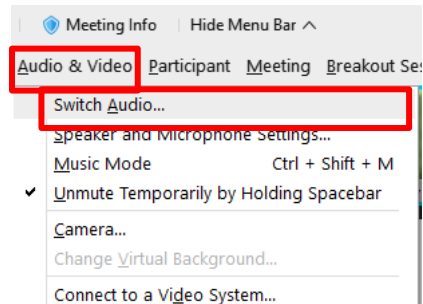 Meeting Info Hide Menu Bar
Audio & Video Participant Meeting Breakout Ses
Switch Audio...
Speaker and Microphone Settings...
Music Mode Ctrl + Shift + M
Unmute Temporarily by Holding Spacebar
Camera...
Change Virtual Background...
Connect to a Video System...